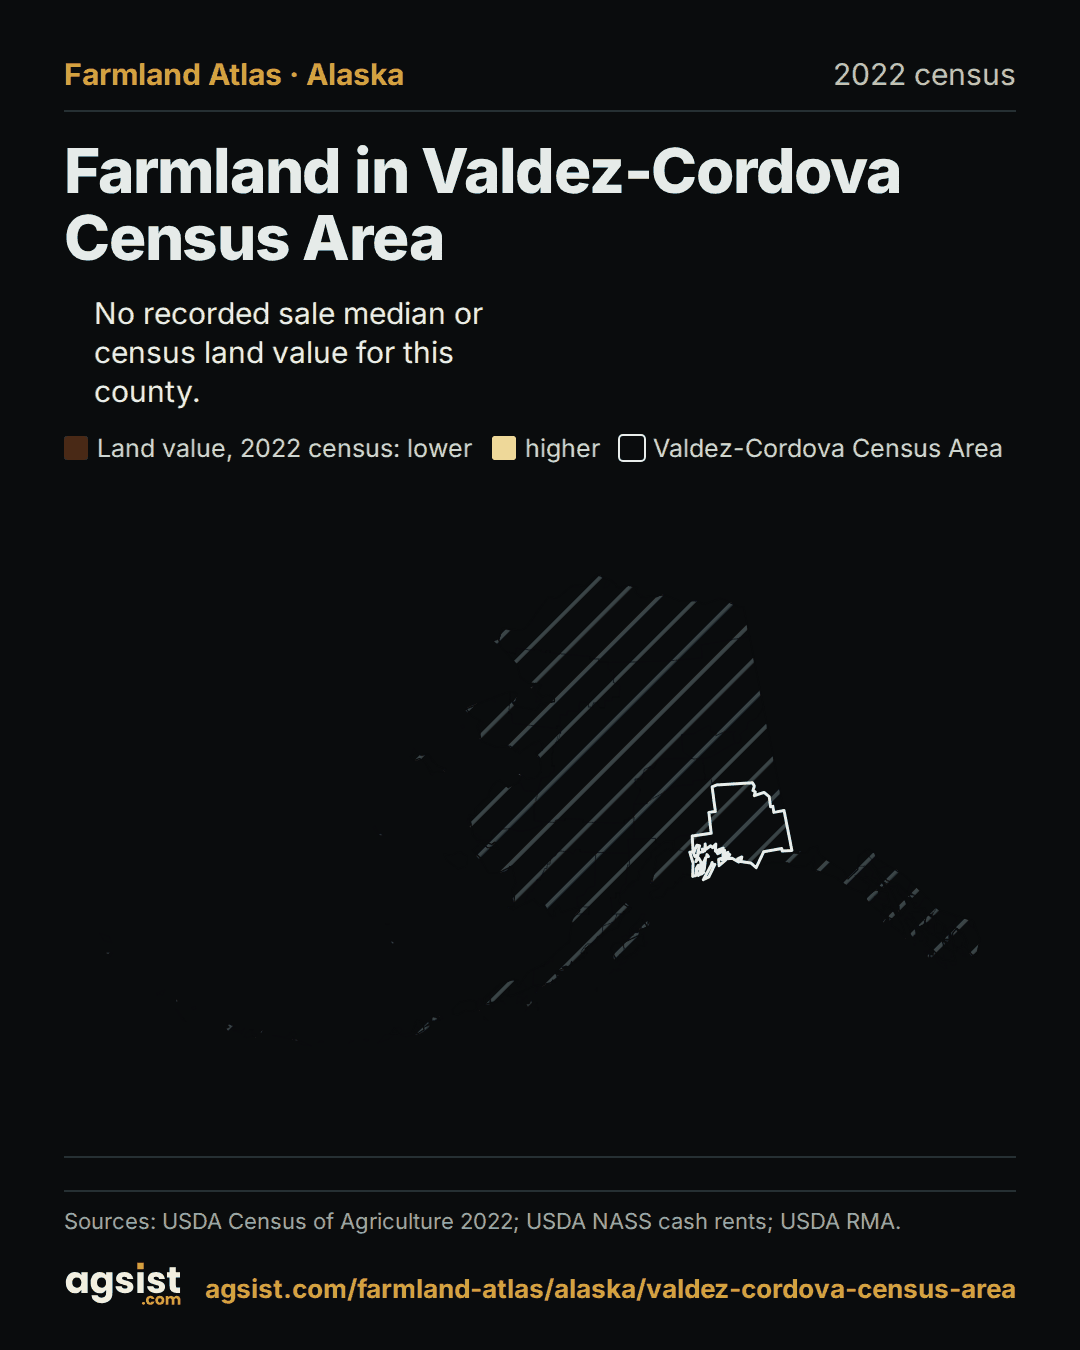 Farmland Atlas · Alaska
2022 census
Farmland in Valdez-Cordova
Census Area
No recorded sale median or
census land value for this
county.
Land value, 2022 census: lower
higher
Valdez-Cordova Census Area
Sources: USDA Census of Agriculture 2022; USDA NASS cash rents; USDA RMA.
agsist
.com
agsist.com/farmland-atlas/alaska/valdez-cordova-census-area